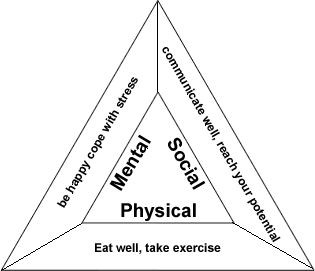 be happy cope with stress
communicate well, reach your potential
Mental
Social
Physical
Eat well, take exercise